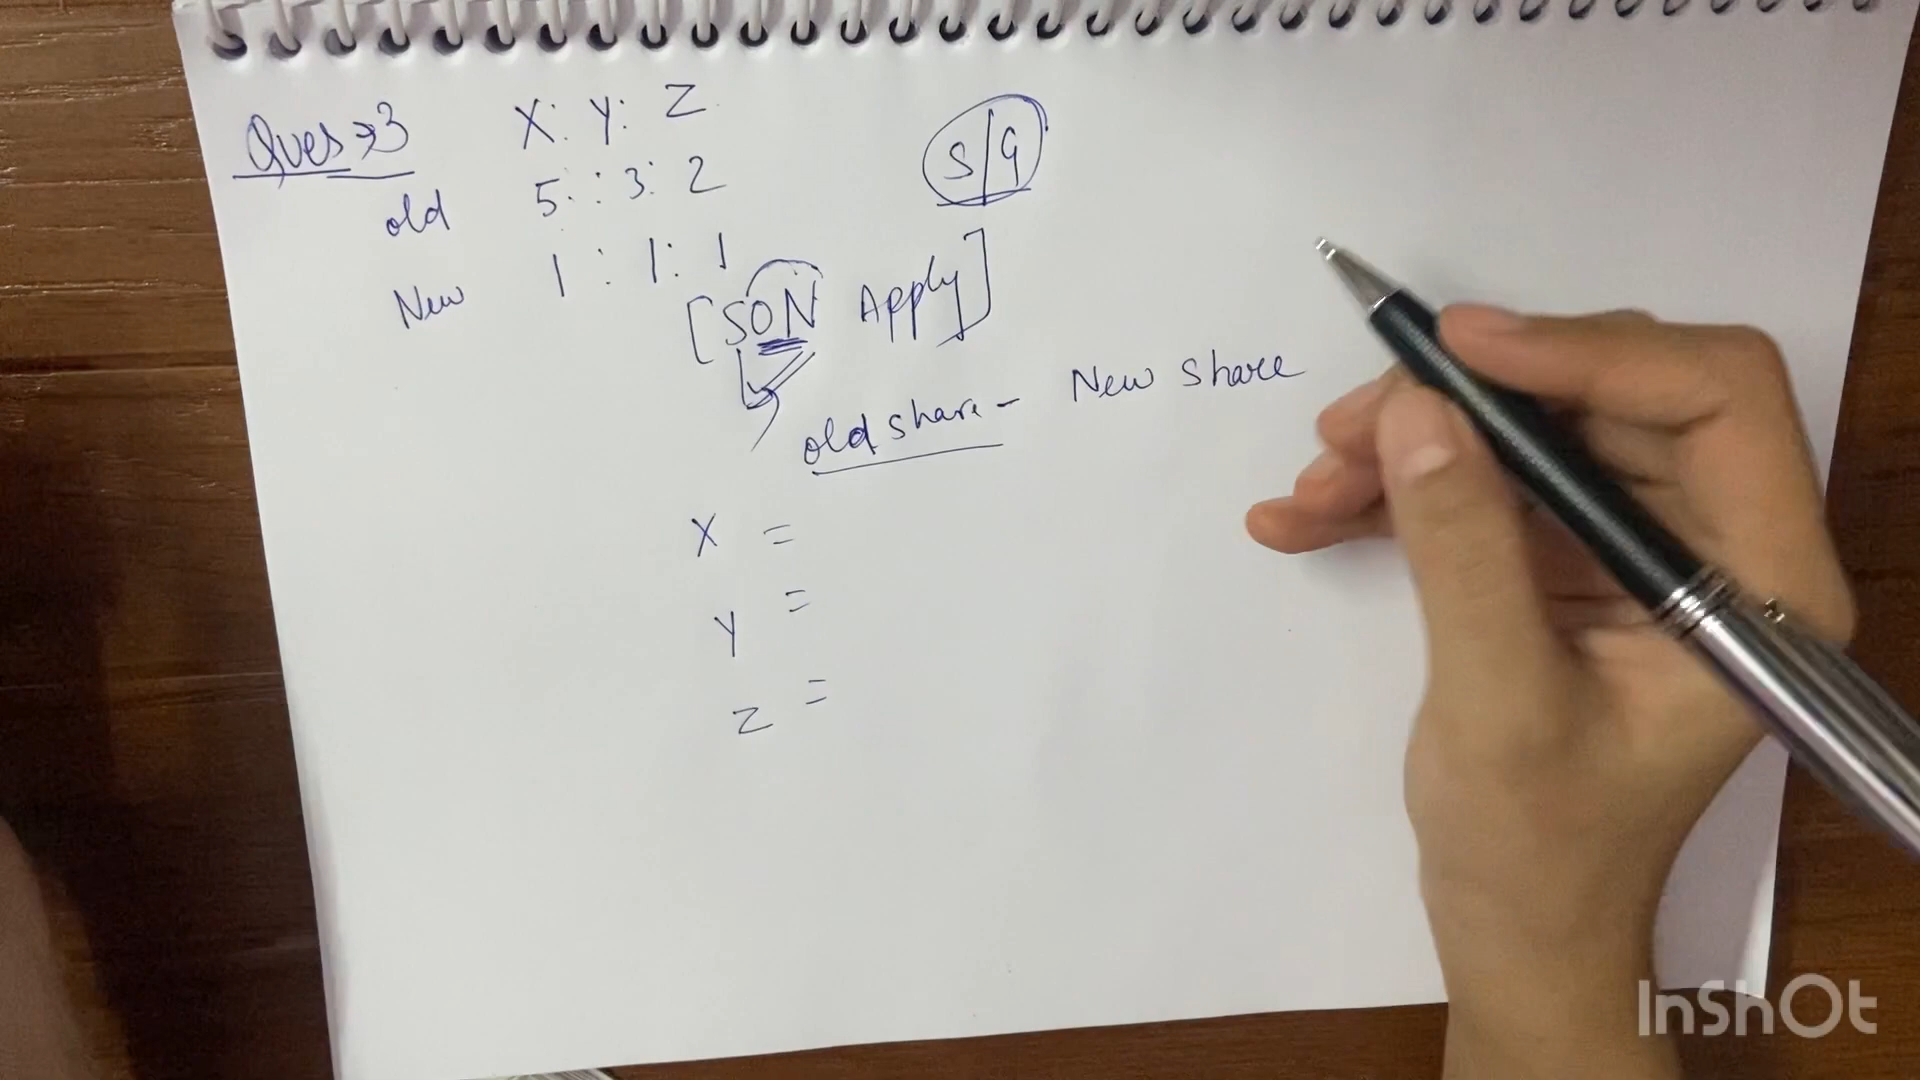 Ques → 3
X : Y : Z
old 5 : 3 : 2
New 1 : 1 : 1
S/G
[SON Apply]
old share - New share
X =
Y =
Z =
InShOt